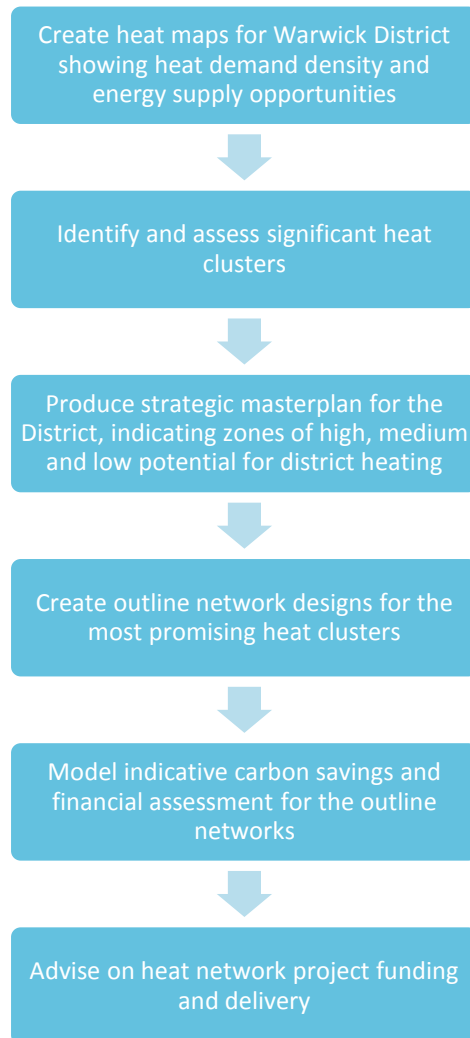 Create heat maps for Warwick District
showing heat demand density and
energy supply opportunities
Identify and assess significant heat
clusters
Produce strategic masterplan for the
District, indicating zones of high, medium
and low potential for district heating
Create outline network designs for the
most promising heat clusters
Model indicative carbon savings and
financial assessment for the outline
networks
Advise on heat network project funding
and delivery